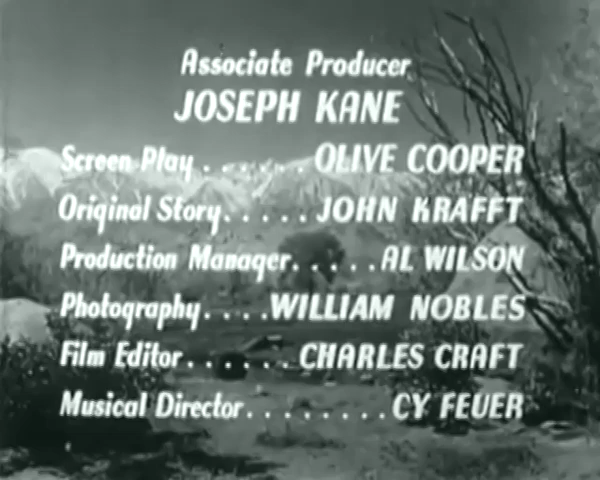 Associate Producer
JOSEPH KANE
Screen Play . . . . . . OLIVE COOPER
Original Story. . . . . JOHN KRAFFT
Production Manager. . . . . AL WILSON
Photography. . . . WILLIAM NOBLES
Film Editor. . . . . . CHARLES CRAFT
Musical Director. . . . . . . . CY FEUER